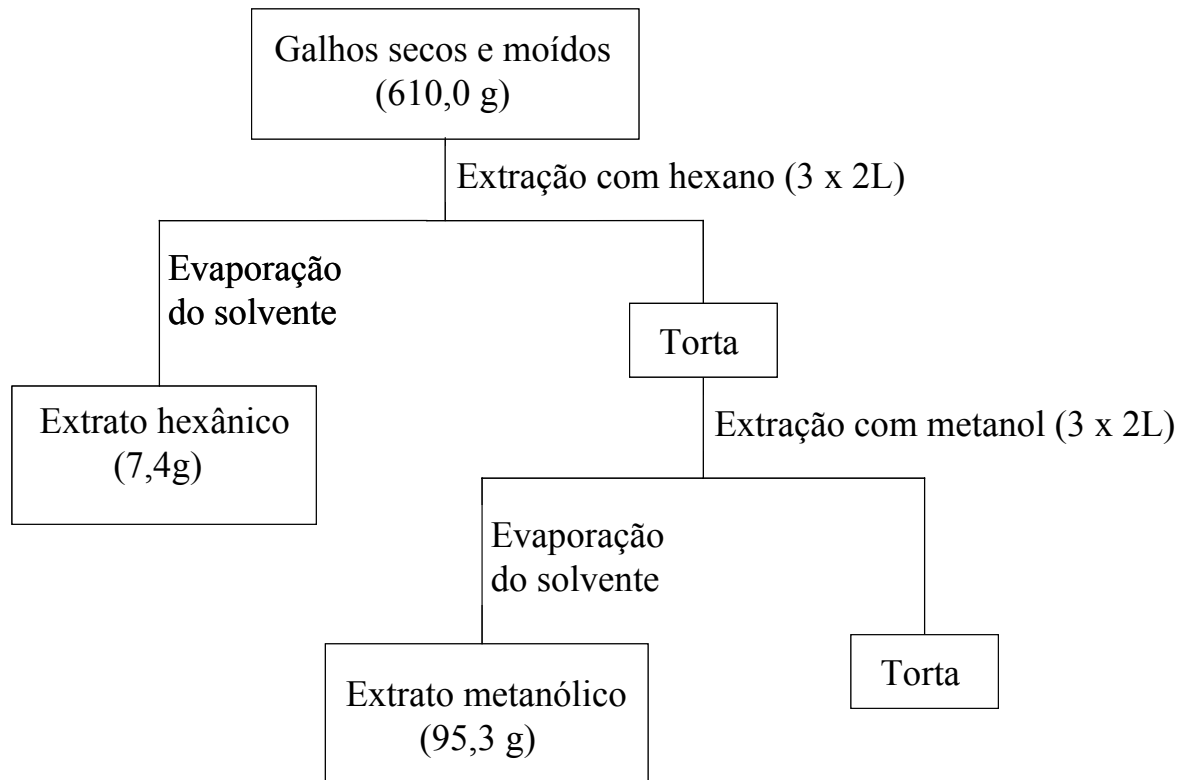 Galhos secos e moídos
(610,0 g)
Extração com hexano (3 x 2L)
Evaporação
do solvente
Torta
Extrato hexânico
(7,4g)
Extração com metanol (3 x 2L)
Evaporação
do solvente
Torta
Extrato metanólico
(95,3 g)